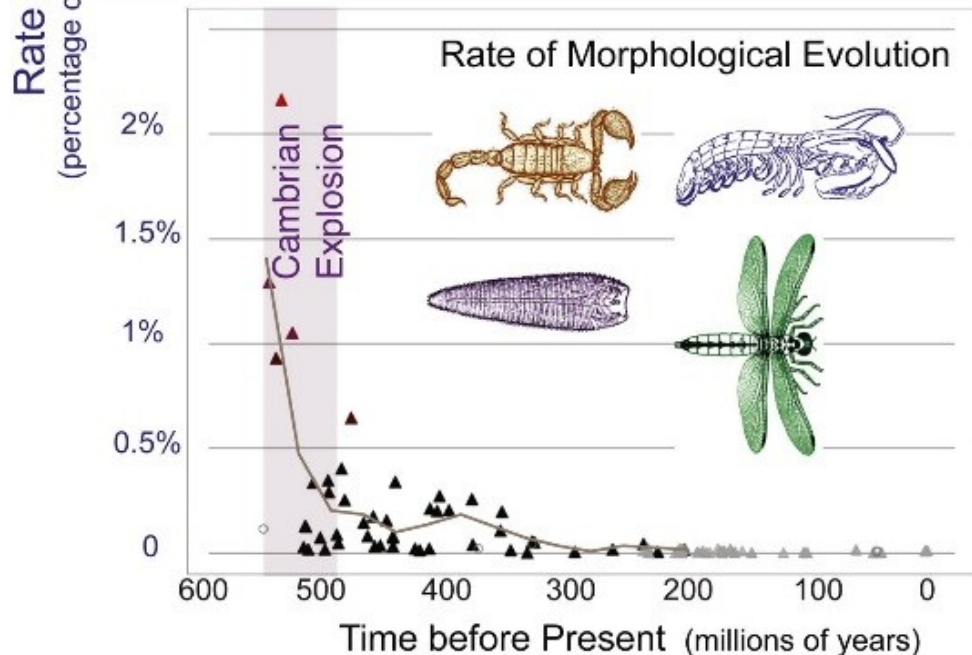 Rate
(percentage
Rate of Morphological Evolution
2%
Cambrian
Explosion
1.5%
1%
0.5%
0
600 500 400 300 200 100 0
Time before Present (millions of years)